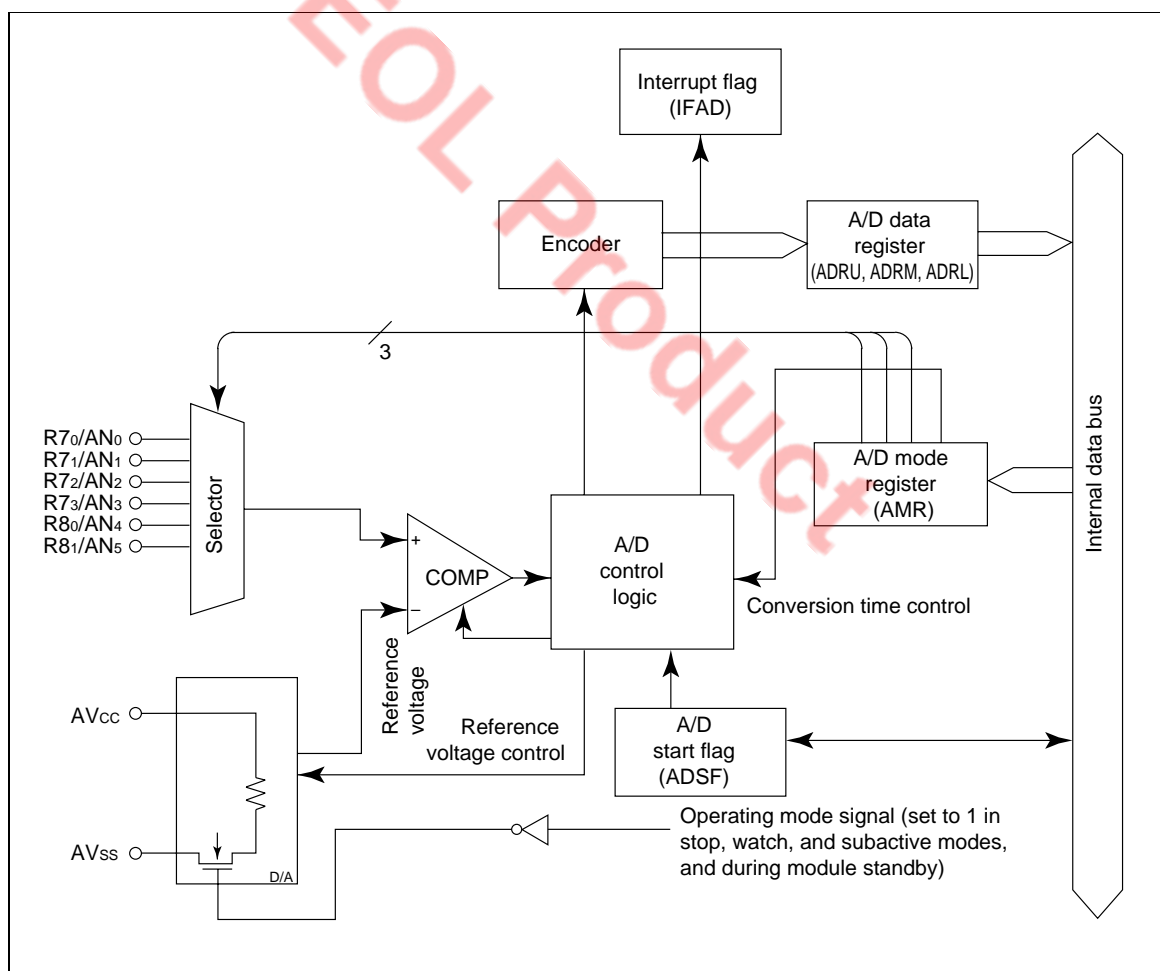 EOL Product
Interrupt flag
(IFAD)
Encoder
A/D data
register
(ADRU, ADRM, ADRL)
3
R70/AN0
R71/AN1
R72/AN2
R73/AN3
R80/AN4
R81/AN5
Selector
+
COMP
–
A/D
control
logic
A/D mode
register
(AMR)
Internal data bus
Conversion time control
Reference
voltage
AVCC
AVSS
D/A
Reference
voltage control
A/D
start flag
(ADSF)
Operating mode signal (set to 1 in
stop, watch, and subactive modes,
and during module standby)